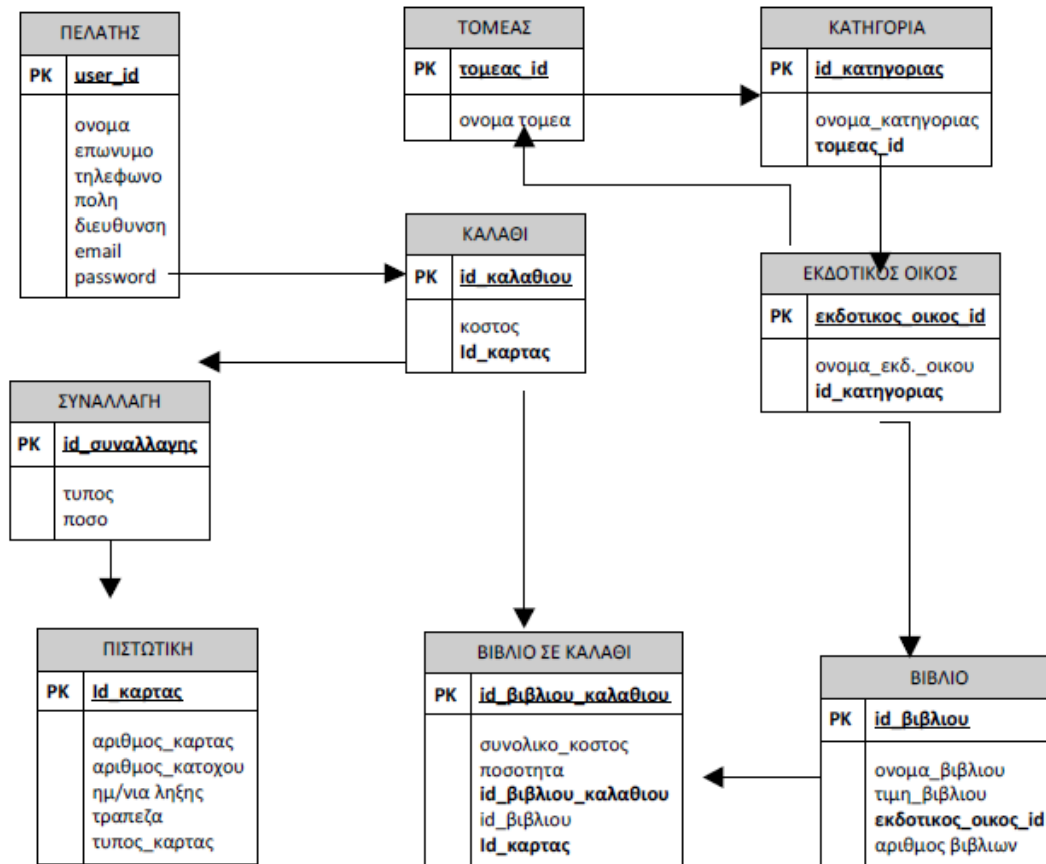 ΠΕΛΑΤΗΣ
PK user_id
ονομα
επωνυμο
τηλεφωνο
πολη
διευθυνση
email
password
ΤΟΜΕΑΣ
PK τομεας_id
ονομα τομεα
ΚΑΤΗΓΟΡΙΑ
PK id_κατηγοριας
ονομα_κατηγοριας
τομεας_id
ΚΑΛΑΘΙ
PK id_καλαθιου
κοστος
Id_καρτας
ΕΚΔΟΤΙΚΟΣ ΟΙΚΟΣ
PK εκδοτικος_οικος_id
ονομα_εκδ._οικου
id_κατηγοριας
ΣΥΝΑΛΛΑΓΗ
PK id_συναλλαγης
τυπος
ποσο
ΠΙΣΤΩΤΙΚΗ
PK Id_καρτας
αριθμος_καρτας
αριθμος_κατοχου
ημ/νια ληξης
τραπεζα
τυπος_καρτας
ΒΙΒΛΙΟ ΣΕ ΚΑΛΑΘΙ
PK id_βιβλιου_καλαθιου
συνολικο_κοστος
ποσοτητα
id_βιβλιου_καλαθιου
id_βιβλιου
Id_καρτας
ΒΙΒΛΙΟ
PK id_βιβλιου
ονομα_βιβλιου
τιμη_βιβλιου
εκδοτικος_οικος_id
αριθμος βιβλιων